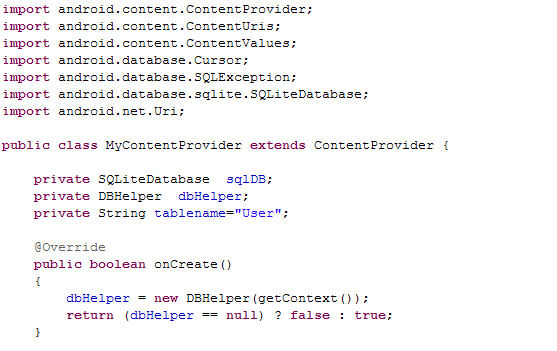 import android.content.ContentProvider;
import android.content.ContentUris;
import android.content.ContentValues;
import android.database.Cursor;
import android.database.SQLException;
import android.database.sqlite.SQLiteDatabase;
import android.net.Uri;
public class MyContentProvider extends ContentProvider {
private SQLiteDatabase  sqlDB;
private DBHelper  dbHelper;
private String tablename="User";
@Override
public boolean onCreate()
{
dbHelper = new DBHelper(getContext());
return (dbHelper == null) ? false : true;
}